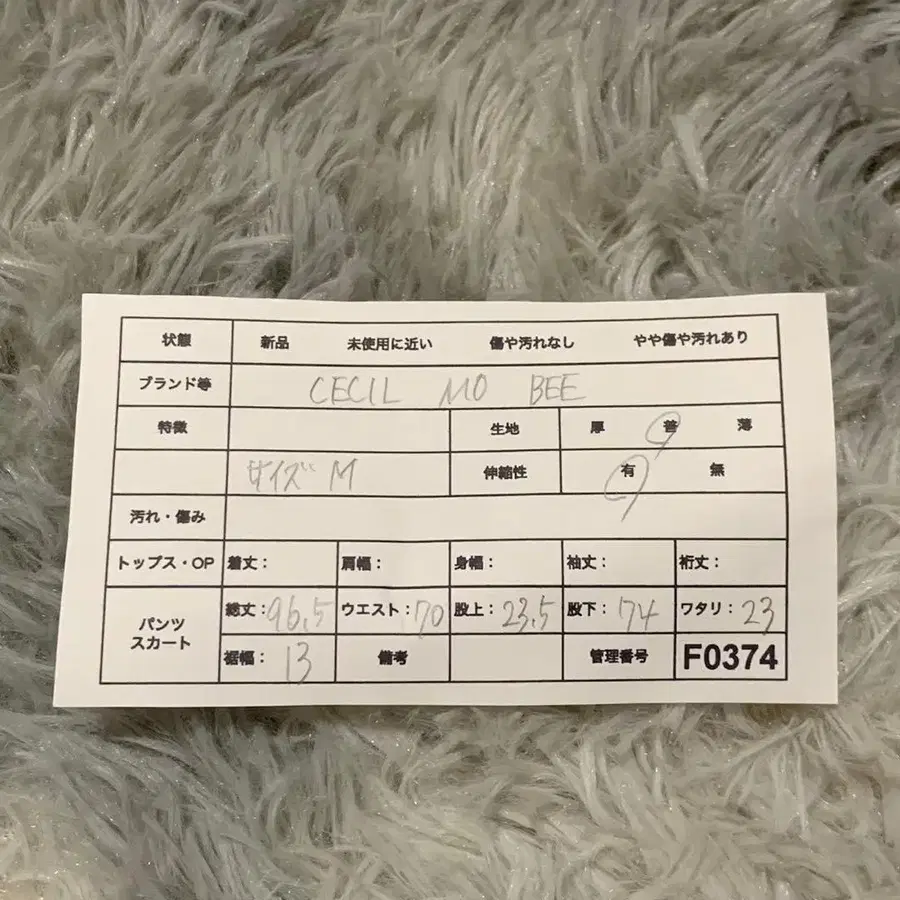 状態 新品 未使用に近い 傷や汚れなし やや傷や汚れあり
ブランド等 CECIL MO BEE
特徴 生地 厚 普 薄
サイズ M 伸縮性 有 無
汚れ・傷み
トップス・OP 着丈: 肩幅: 身幅: 袖丈: 裄丈:
パンツ スカート 総丈:96.5 ウエスト:70 股上:23.5 股下:74 ワタリ:23
裾幅: 13 備考 管理番号 F0374